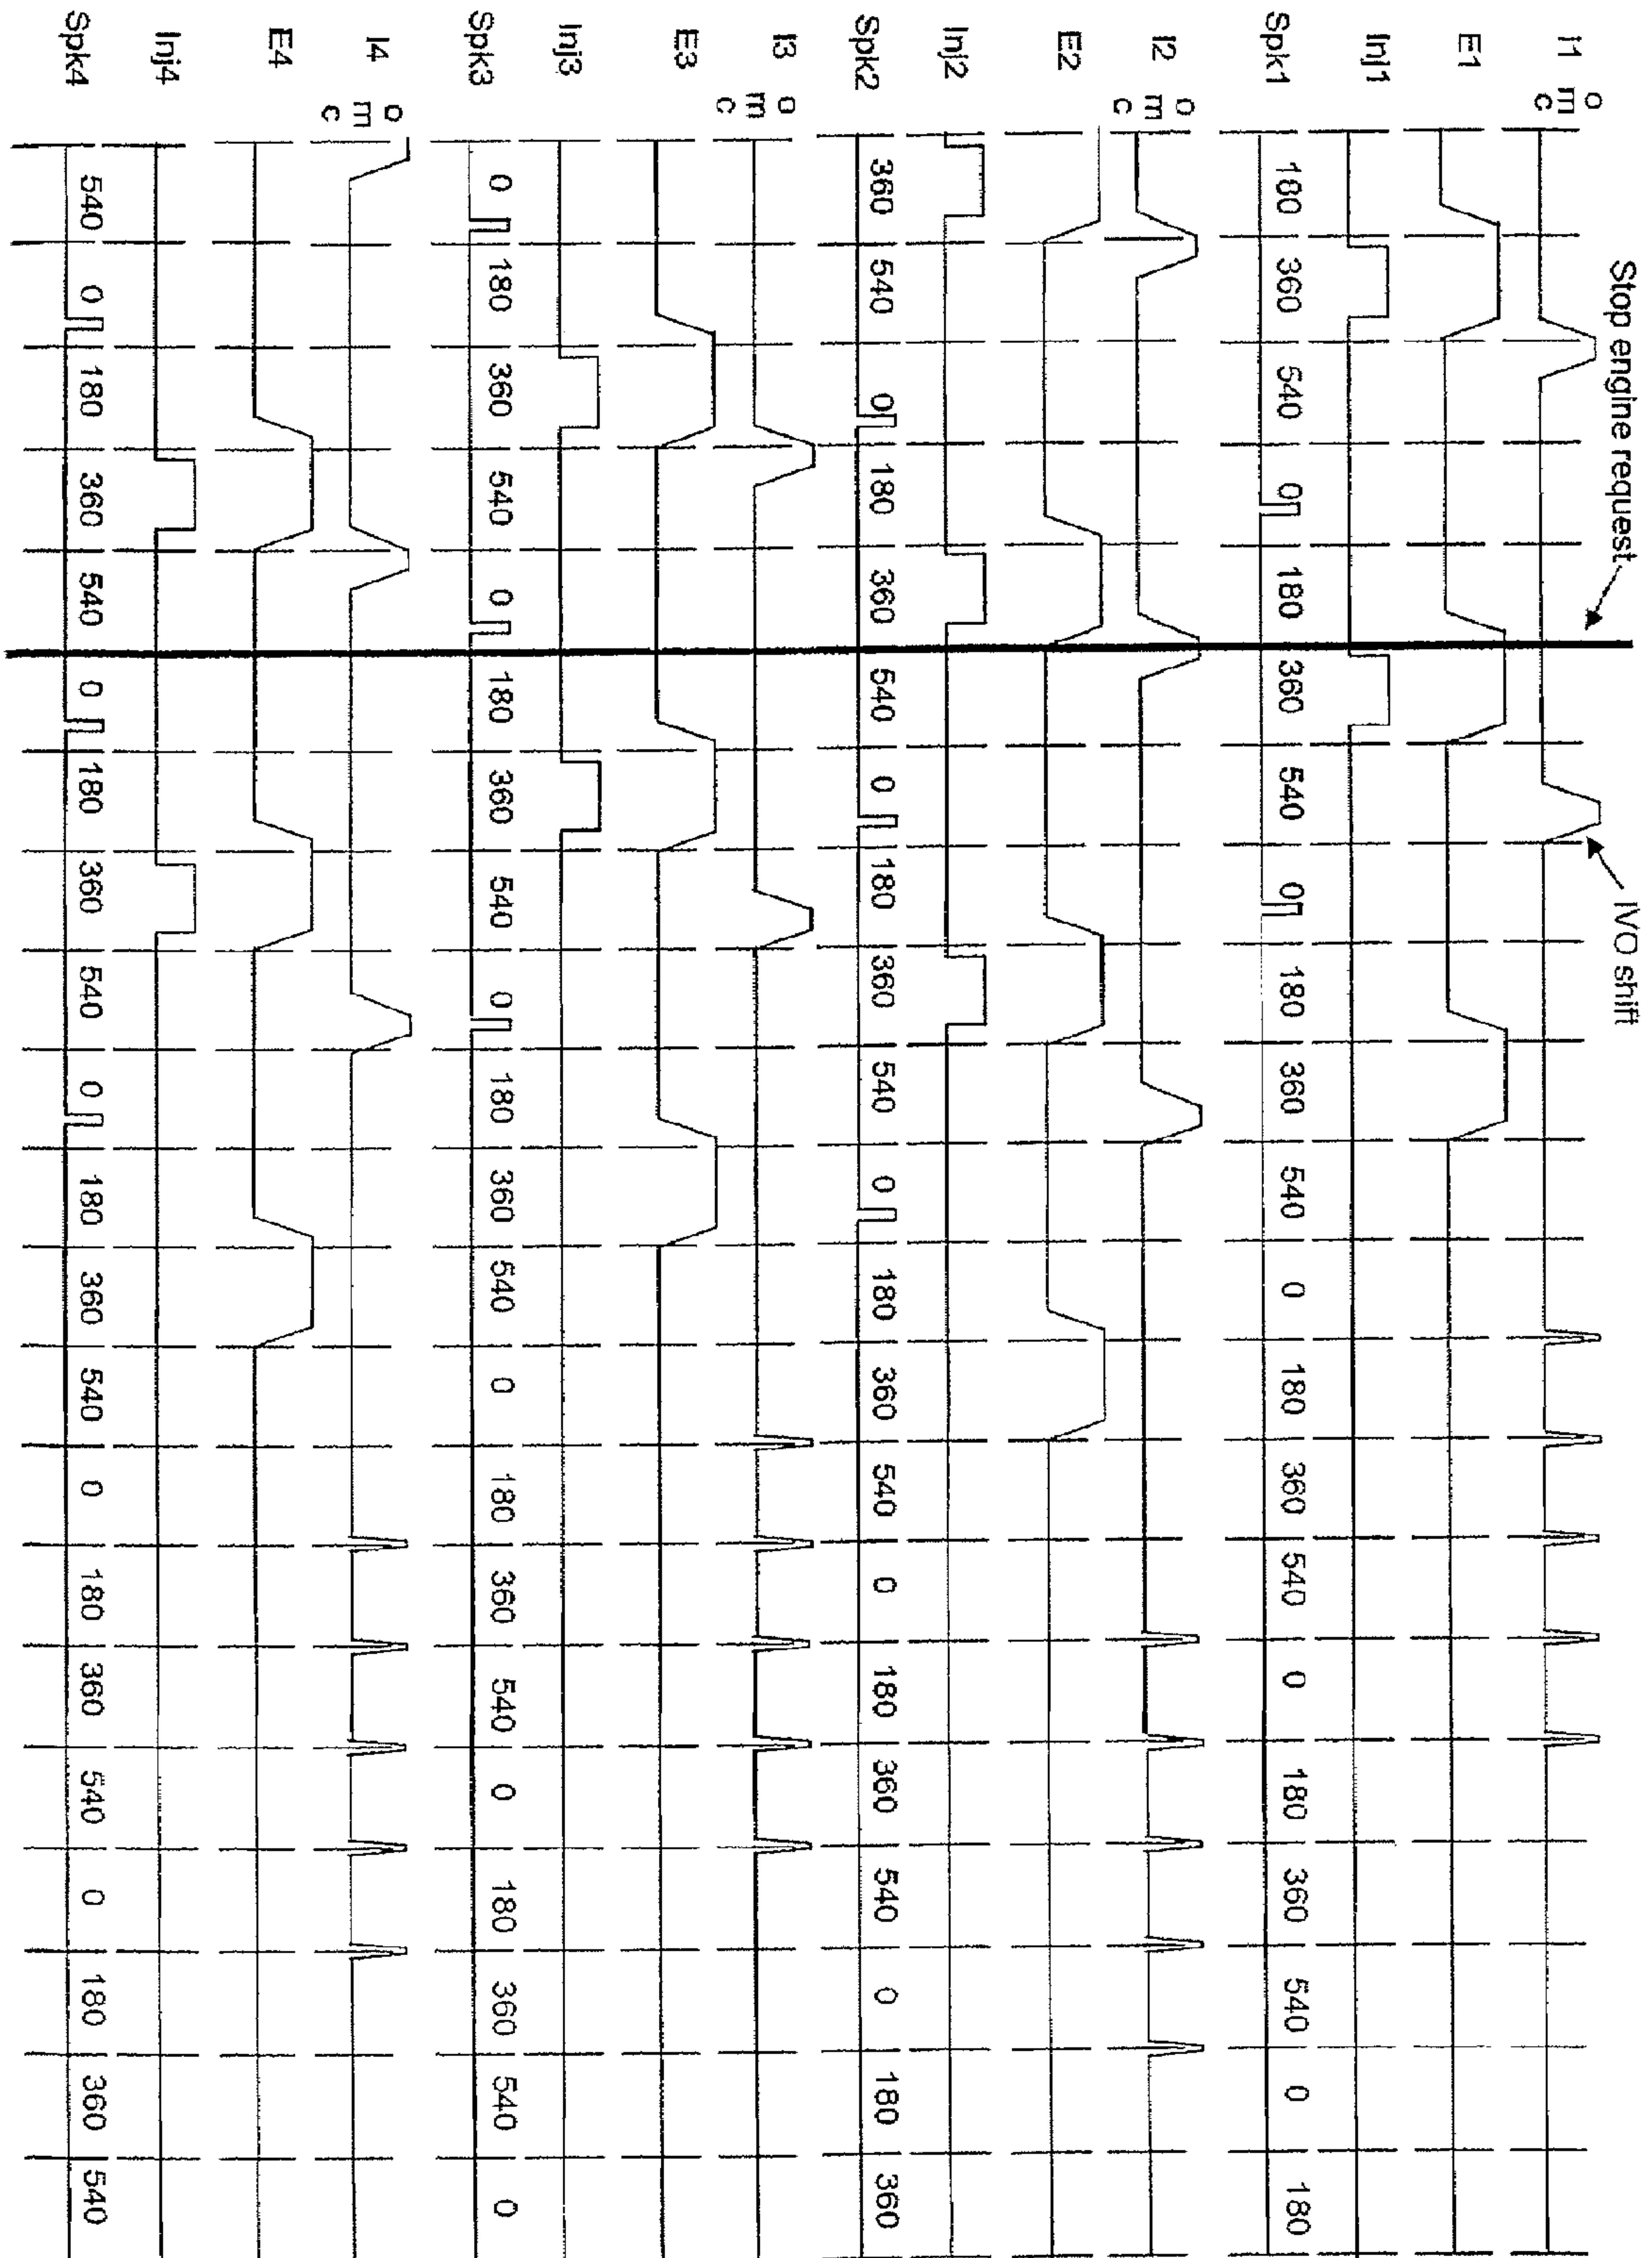 Stop engine request
IVO shift
I1
o
m
c
E1
Inj1
Spk1 180 360 540 0 180 360 540 0 180 360 540 0 180 360 540 0 180 360 540 0 180
I2
o
m
c
E2
Inj2
Spk2 360 540 0 180 360 540 0 180 360 540 0 180 360 540 0 180 360 540 0 180 360
I3
o
m
c
E3
Inj3
Spk3 0 180 360 540 0 180 360 540 0 180 360 540 0 180 360 540 0 180 360 540 0
I4
o
m
c
E4
Inj4
Spk4 540 0 180 360 540 0 180 360 540 0 180 360 540 0 180 360 540 0 180 360 540